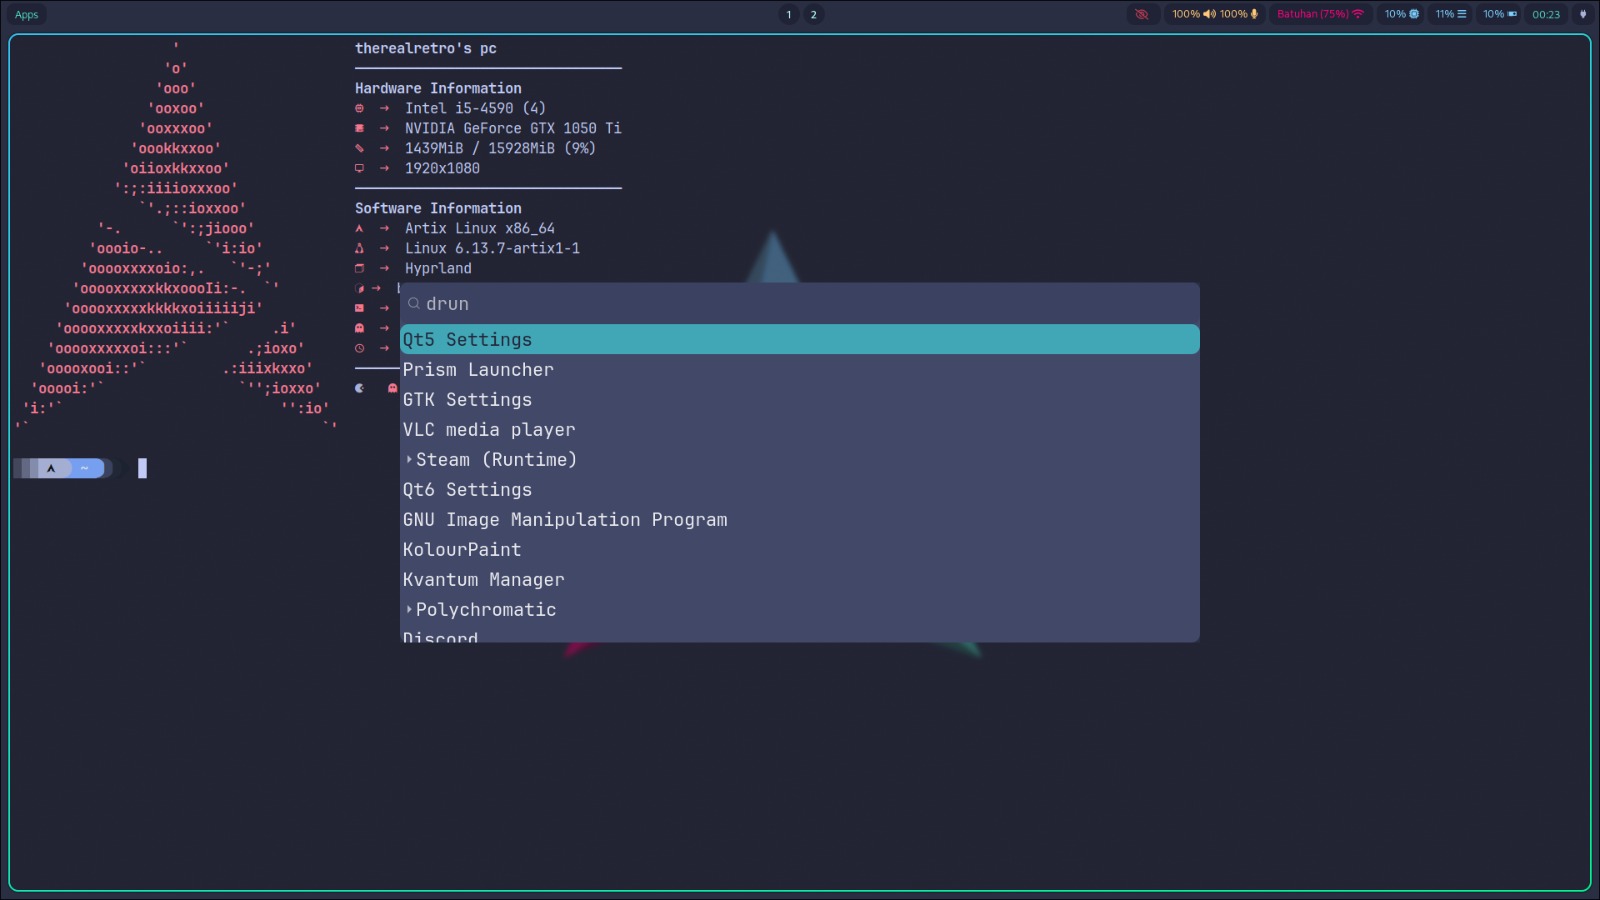 Apps
1 2
100% 100%
Batuhan (75%)
10%
11%
10%
00:23
therealretro's pc
Hardware Information
→ Intel i5-4590 (4)
→ NVIDIA GeForce GTX 1050 Ti
→ 1439MiB / 15928MiB (9%)
→ 1920x1080
Software Information
→ Artix Linux x86_64
→ Linux 6.13.7-artix1-1
→ Hyprland
→
→
→
→
'
'o'
'ooo'
'ooxoo'
'ooxxxoo'
'oookkxxoo'
'oiioxkkxxoo'
':;:iiiioxxxoo'
`'.;::ioxxoo'
'-. `':;jiooo'
'oooio-.. `'i:io'
'ooooxxxxoio:,. `'-;'
'ooooxxxxxkkxoooIi:-. `'
'ooooxxxxxkkkkxoiiiiiji'
'ooooxxxxxkxxoiiii:'` .i'
'ooooxxxxxoi:::'` .;ioxo'
'ooooxooi::'` .:iiixkxxo'
'ooooi:'` `'';ioxxo'
'i:'` '':io'
'` `'
~
drun
Qt5 Settings
Prism Launcher
GTK Settings
VLC media player
Steam (Runtime)
Qt6 Settings
GNU Image Manipulation Program
KolourPaint
Kvantum Manager
Polychromatic
Discord